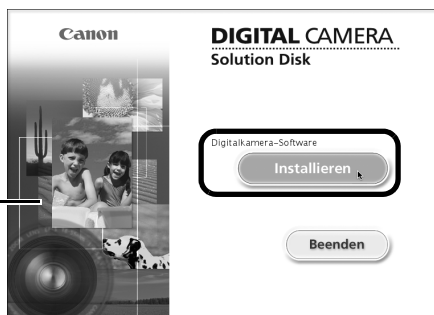 Canon
DIGITAL CAMERA
Solution Disk
Digitalkamera–Software
Installieren
Beenden